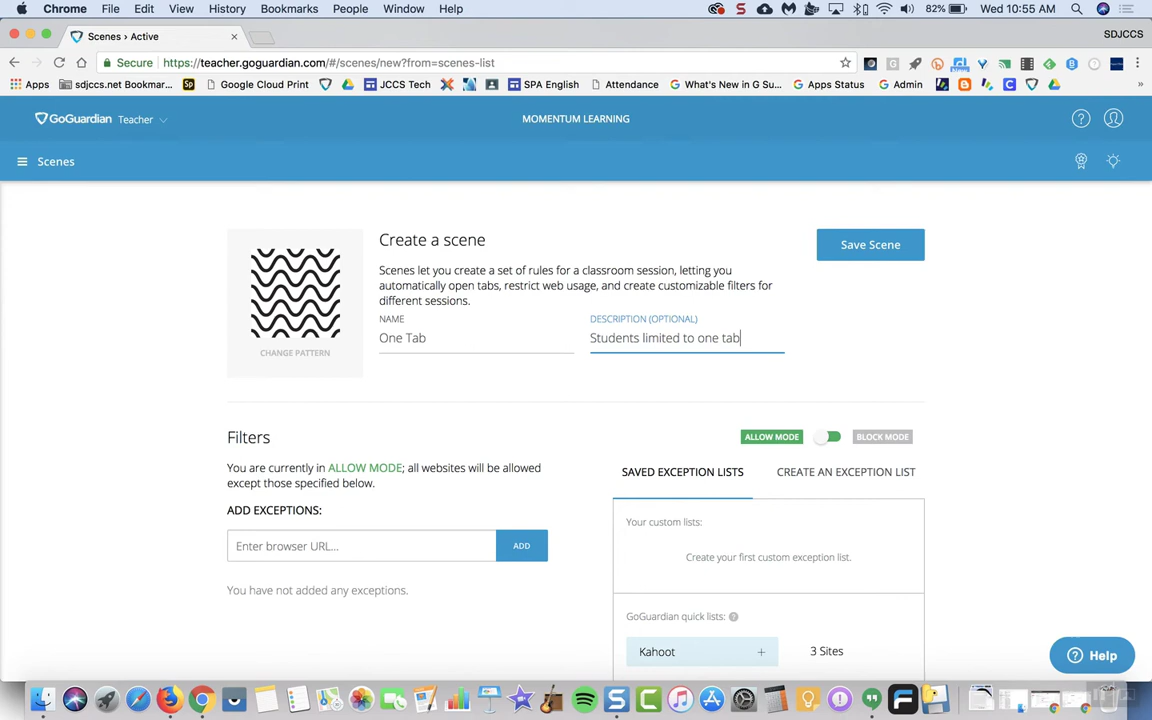 Chrome File Edit View History Bookmarks People Window Help 82% Wed 10:55 AM
Scenes › Active SDJCCS
Secure https://teacher.goguardian.com/#/scenes/new?from=scenes-list
Apps sdjccs.net Bookmar... Google Cloud Print JCCS Tech SPA English Attendance What's New in G Su... Apps Status Admin »
GoGuardian Teacher MOMENTUM LEARNING
Scenes
Create a scene
Save Scene
Scenes let you create a set of rules for a classroom session, letting you
automatically open tabs, restrict web usage, and create customizable filters for
different sessions.
NAME DESCRIPTION (OPTIONAL)
One Tab Students limited to one tab
CHANGE PATTERN
Filters
ALLOW MODE BLOCK MODE
You are currently in ALLOW MODE; all websites will be allowed
except those specified below.
SAVED EXCEPTION LISTS CREATE AN EXCEPTION LIST
ADD EXCEPTIONS:
Your custom lists:
Enter browser URL... ADD
Create your first custom exception list.
You have not added any exceptions.
GoGuardian quick lists:
Kahoot + 3 Sites
Help